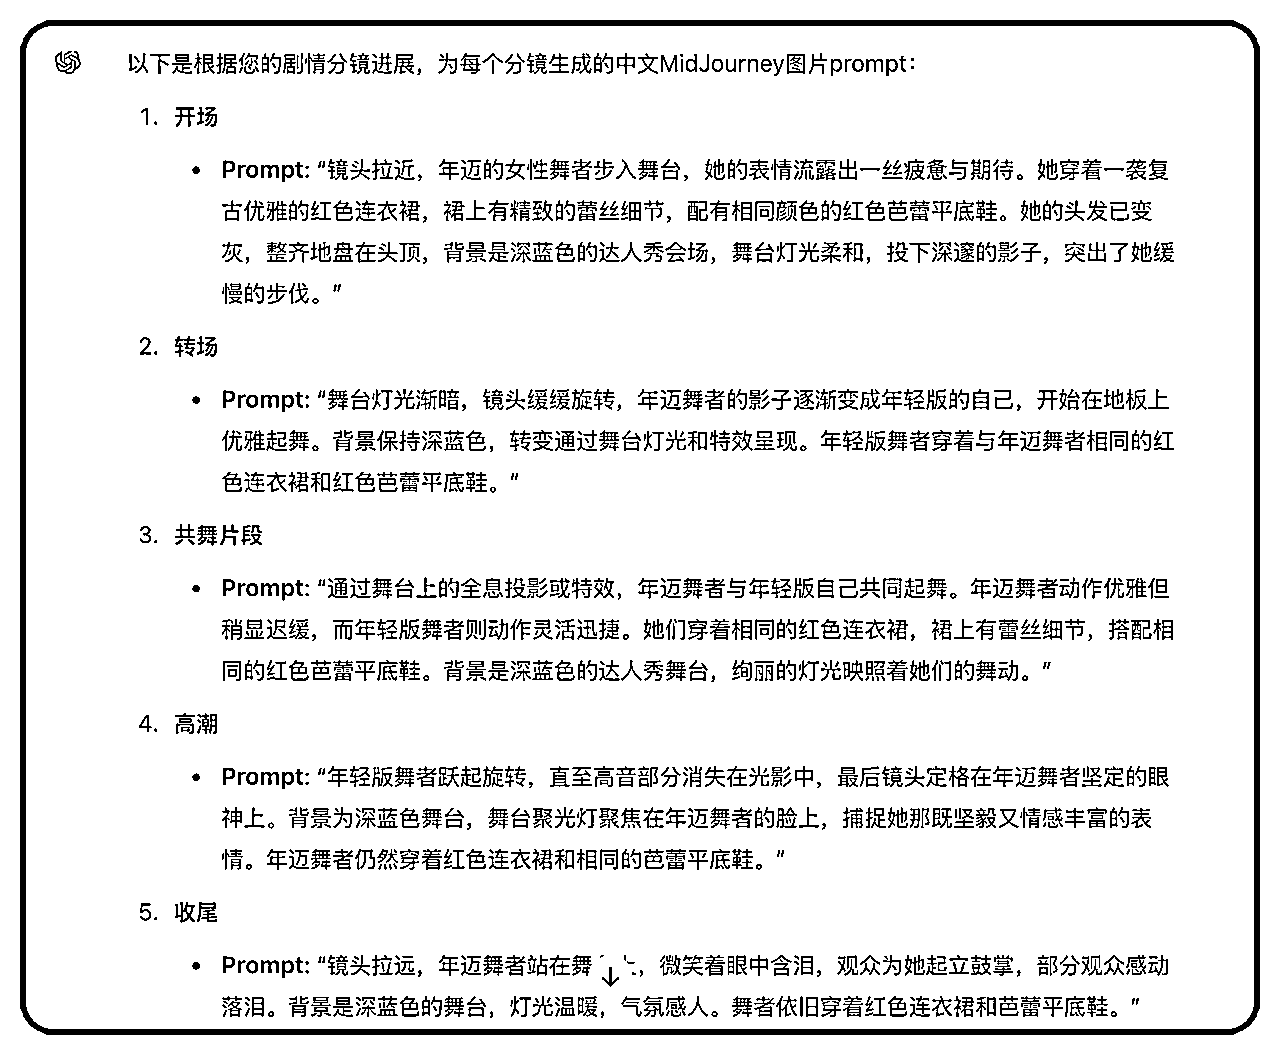 以下是根据您的剧情分镜进展，为每个分镜生成的中文MidJourney图片prompt：
1. 开场
• Prompt: “镜头拉近，年迈的女性舞者步入舞台，她的表情流露出一丝疲惫与期待。她穿着一袭复
古优雅的红色连衣裙，裙上有精致的蕾丝细节，配有相同颜色的红色芭蕾平底鞋。她的头发已变
灰，整齐地盘在头顶，背景是深蓝色的达人秀会场，舞台灯光柔和，投下深邃的影子，突出了她缓
慢的步伐。”
2. 转场
• Prompt: “舞台灯光渐暗，镜头缓缓旋转，年迈舞者的影子逐渐变成年轻版的自己，开始在地板上
优雅起舞。背景保持深蓝色，转变通过舞台灯光和特效呈现。年轻版舞者穿着与年迈舞者相同的红
色连衣裙和红色芭蕾平底鞋。”
3. 共舞片段
• Prompt: “通过舞台上的全息投影或特效，年迈舞者与年轻版自己共同起舞。年迈舞者动作优雅但
稍显迟缓，而年轻版舞者则动作灵活迅捷。她们穿着相同的红色连衣裙，裙上有蕾丝细节，搭配相
同的红色芭蕾平底鞋。背景是深蓝色的达人秀舞台，绚丽的灯光映照着她们的舞动。”
4. 高潮
• Prompt: “年轻版舞者跃起旋转，直至高音部分消失在光影中，最后镜头定格在年迈舞者坚定的眼
神上。背景为深蓝色舞台，舞台聚光灯聚焦在年迈舞者的脸上，捕捉她那既坚毅又情感丰富的表
情。年迈舞者仍然穿着红色连衣裙和相同的芭蕾平底鞋。”
5. 收尾
• Prompt: “镜头拉远，年迈舞者站在舞，微笑着眼中含泪，观众为她起立鼓掌，部分观众感动
落泪。背景是深蓝色的舞台，灯光温暖，气氛感人。舞者依旧穿着红色连衣裙和芭蕾平底鞋。”